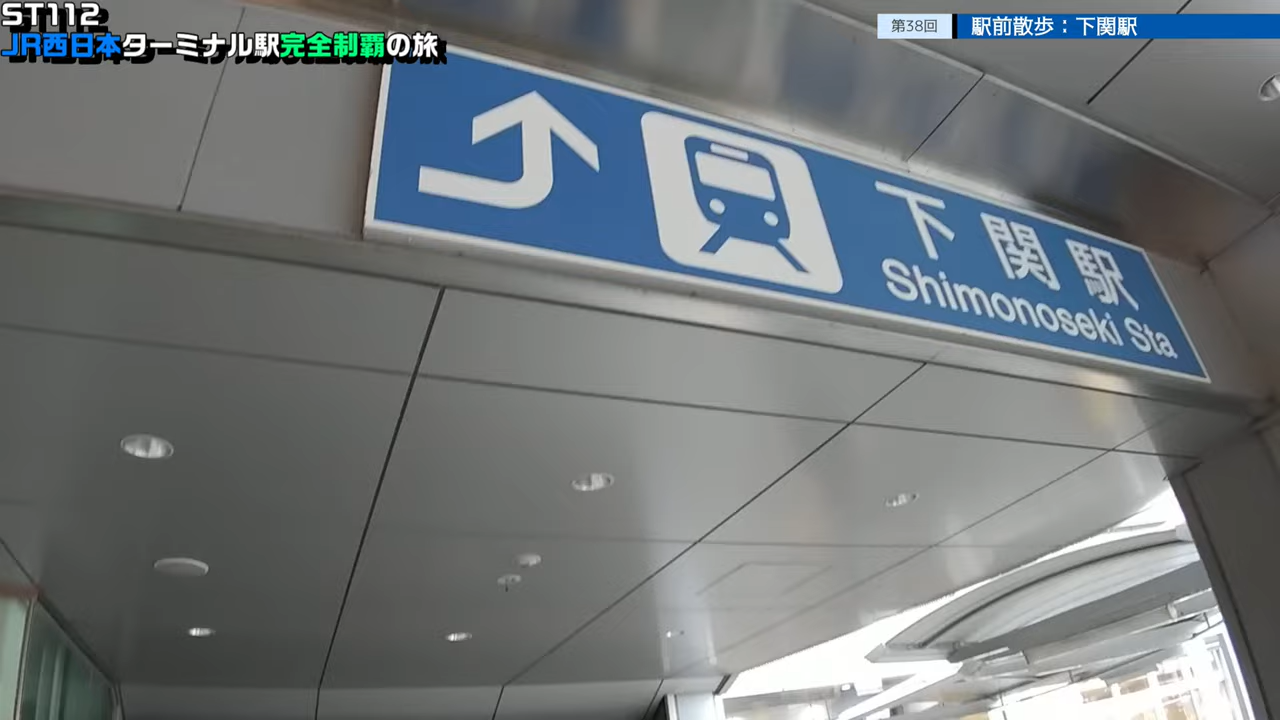 ST112
JR西日本ターミナル駅完全制覇の旅
第38回
駅前散歩：下関駅
下関駅
Shimonoseki Sta